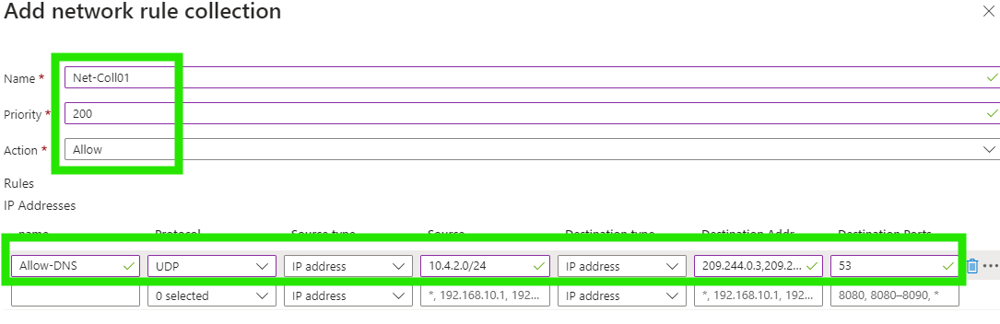 Add network rule collection
Name * Net-Coll01
Priority * 200
Action * Allow
Rules
IP Addresses
name Protocol Source type Source Destination type Destination Addr Destination Ports
Allow-DNS UDP IP address 10.4.2.0/24 IP address 209.244.0.3,209.2... 53
0 selected IP address *, 192.168.10.1, 192... IP address *, 192.168.10.1, 192... 8080, 8080–8090, *